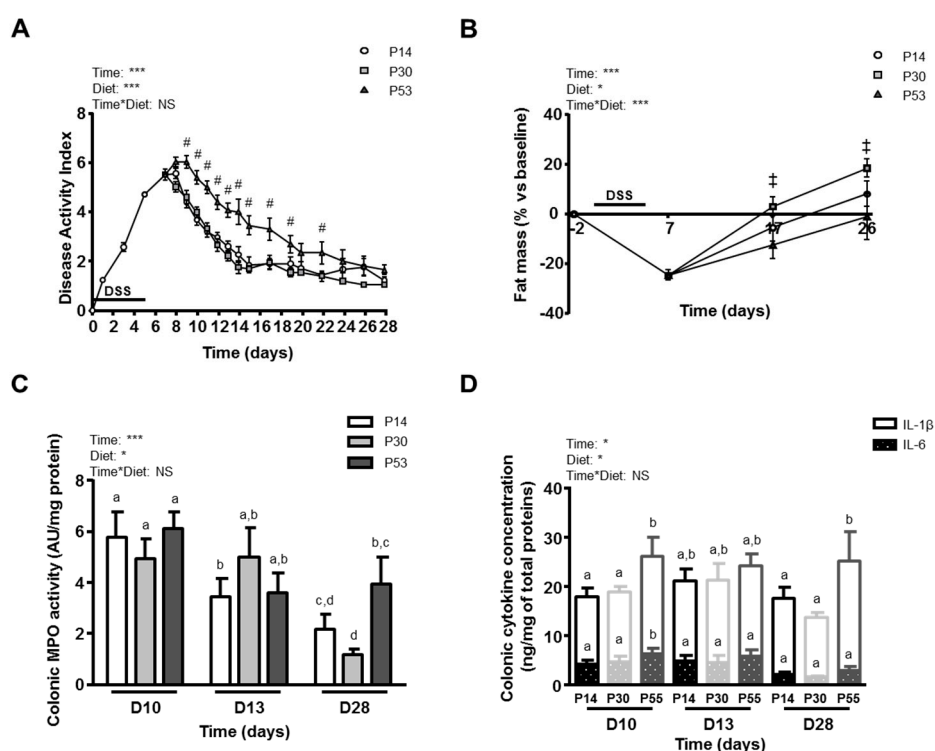 A
P14
P30
P53
Time: ***
Diet: ***
Time*Diet: NS
Disease Activity Index
8
6
4
2
0
# # # # # # # # # #
DSS
0 2 4 6 8 10 12 14 16 18 20 22 24 26 28
Time (days)
B
P14
P30
P53
Time: ***
Diet: *
Time*Diet: ***
Fat mass (% vs baseline)
40
20
0
-20
-40
DSS
‡ ‡
-2 7 17 26
Time (days)
C
P14
P30
P53
Time: ***
Diet: *
Time*Diet: NS
Colonic MPO activity (AU/mg protein)
8
6
4
2
0
a a a b a,b a,b c,d d b,c
D10 D13 D28
Time (days)
D
IL-1β
IL-6
Time: *
Diet: *
Time*Diet: NS
Colonic cytokine concentration
(ng/mg of total proteins)
40
30
20
10
0
a a b a,b a,b a,b a a b
a a b a a a a a a
P14 P30 P55 P14 P30 P55 P14 P30 P55
D10 D13 D28
Time (days)